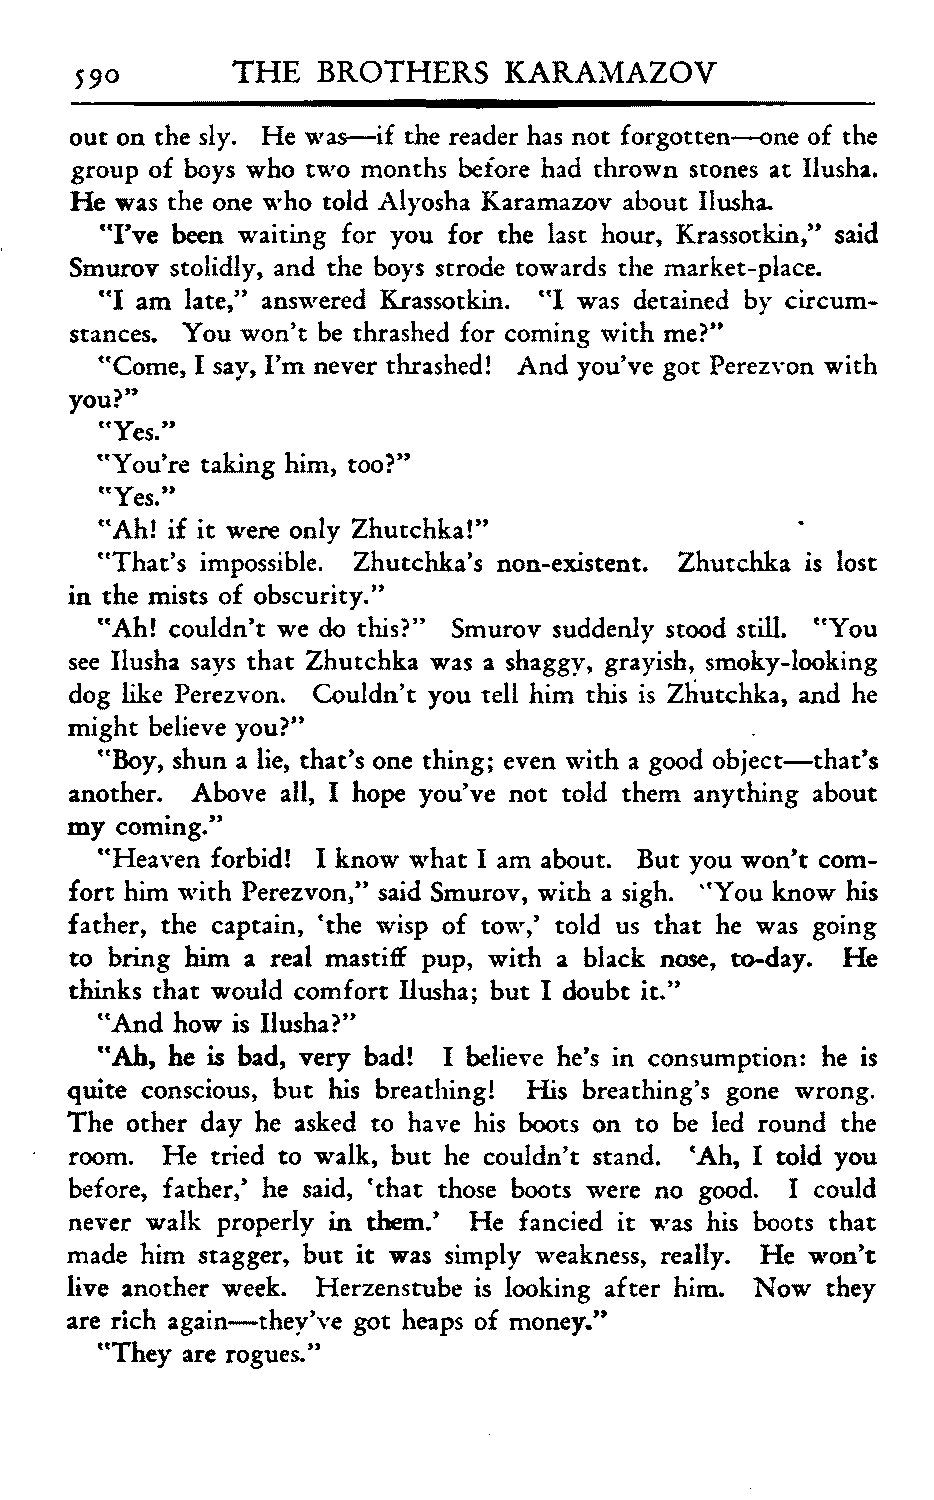 590 THE BROTHERS KARAMAZOV
out on the sly. He was—if the reader has not forgotten—one of the
group of boys who two months before had thrown stones at Ilusha.
He was the one who told Alyosha Karamazov about Ilusha.
"I've been waiting for you for the last hour, Krassotkin," said
Smurov stolidly, and the boys strode towards the market-place.
"I am late," answered Krassotkin. "I was detained by circum-
stances. You won't be thrashed for coming with me?"
"Come, I say, I'm never thrashed! And you've got Perezvon with
you?"
"Yes."
"You're taking him, too?"
"Yes."
"Ah! if it were only Zhutchka!"
"That's impossible. Zhutchka's non-existent. Zhutchka is lost
in the mists of obscurity."
"Ah! couldn't we do this?" Smurov suddenly stood still. "You
see Ilusha says that Zhutchka was a shaggy, grayish, smoky-looking
dog like Perezvon. Couldn't you tell him this is Zhutchka, and he
might believe you?"
"Boy, shun a lie, that's one thing; even with a good object—that's
another. Above all, I hope you've not told them anything about
my coming."
"Heaven forbid! I know what I am about. But you won't com-
fort him with Perezvon," said Smurov, with a sigh. "You know his
father, the captain, 'the wisp of tow,' told us that he was going
to bring him a real mastiff pup, with a black nose, to-day. He
thinks that would comfort Ilusha; but I doubt it."
"And how is Ilusha?"
"Ah, he is bad, very bad! I believe he's in consumption: he is
quite conscious, but his breathing! His breathing's gone wrong.
The other day he asked to have his boots on to be led round the
room. He tried to walk, but he couldn't stand. 'Ah, I told you
before, father,' he said, 'that those boots were no good. I could
never walk properly in them.' He fancied it was his boots that
made him stagger, but it was simply weakness, really. He won't
live another week. Herzenstube is looking after him. Now they
are rich again—they've got heaps of money."
"They are rogues."